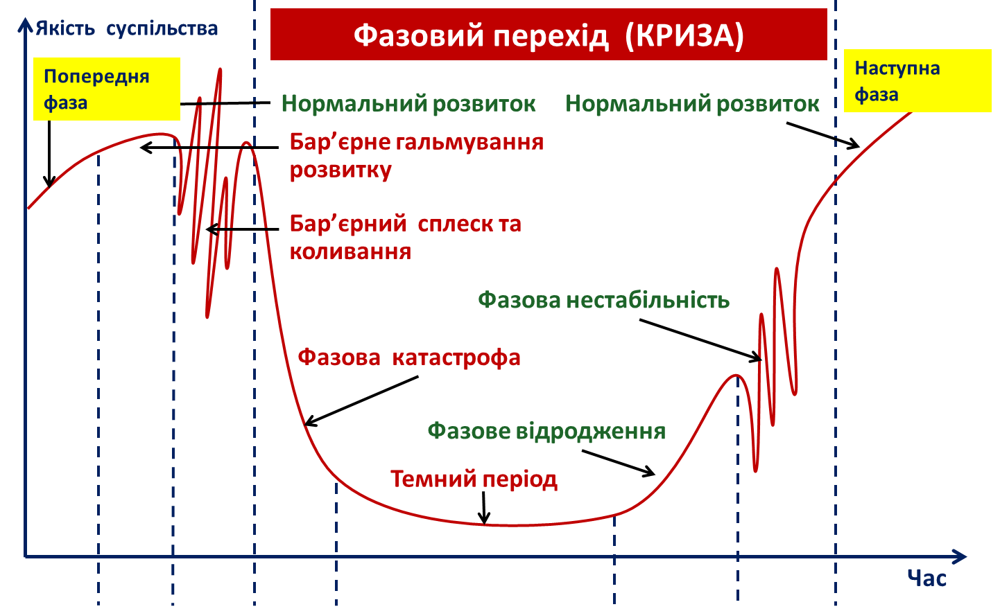 Якість суспільства
Фазовий перехід (КРИЗА)
Попередня
фаза
Наступна
фаза
Нормальний розвиток
Нормальний розвиток
Бар’єрне гальмування
розвитку
Бар’єрний сплеск та
коливання
Фазова нестабільність
Фазова катастрофа
Фазове відродження
Темний період
Час